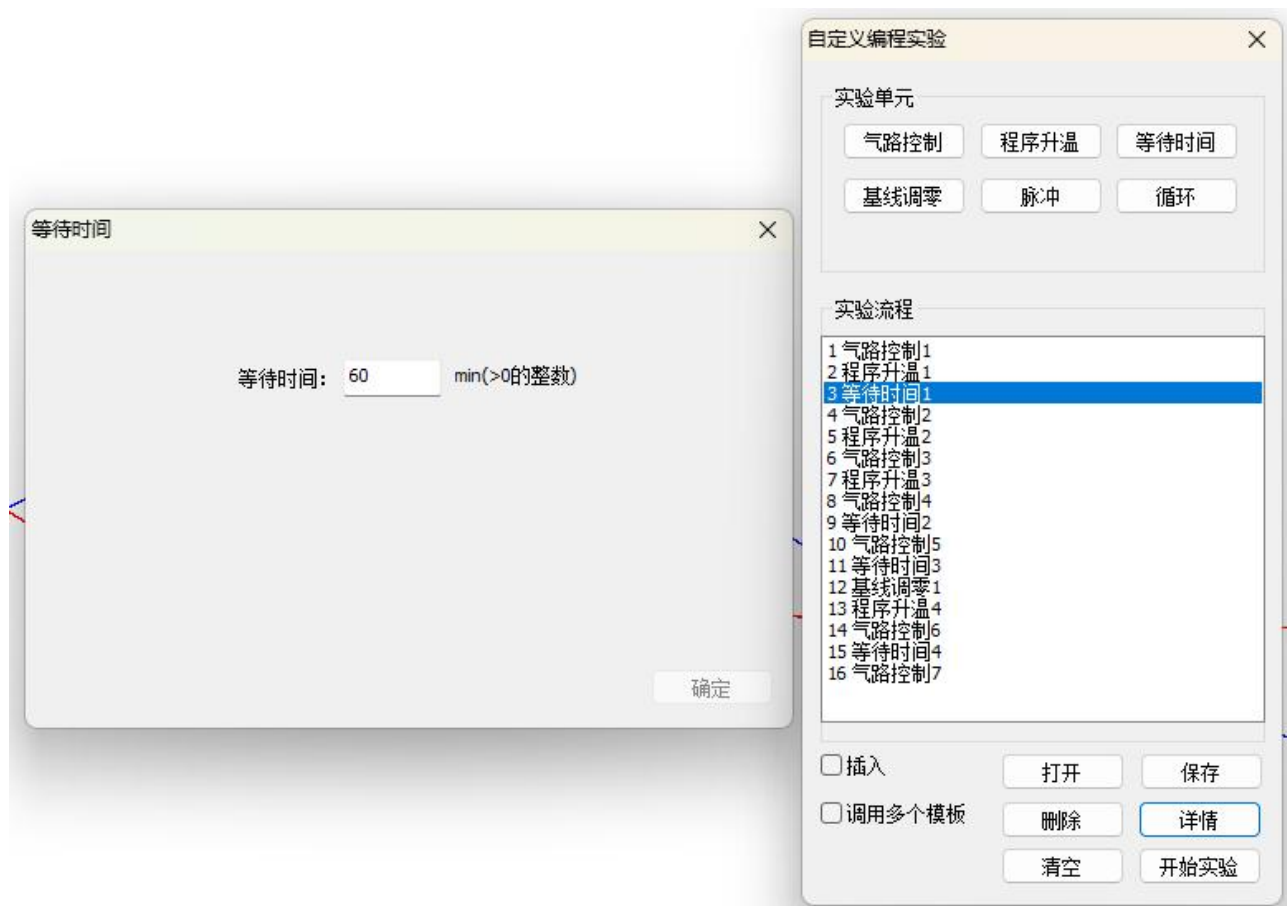 等待时间
等待时间: 60 min(>0的整数)
确定
自定义编程实验
实验单元
气路控制 程序升温 等待时间
基线调零 脉冲 循环
实验流程
1 气路控制1
2 程序升温1
3 等待时间1
4 气路控制2
5 程序升温2
6 气路控制3
7 程序升温3
8 气路控制4
9 等待时间2
10 气路控制5
11 等待时间3
12 基线调零1
13 程序升温4
14 气路控制6
15 等待时间4
16 气路控制7
插入 打开 保存
调用多个模板 删除 详情
清空 开始实验